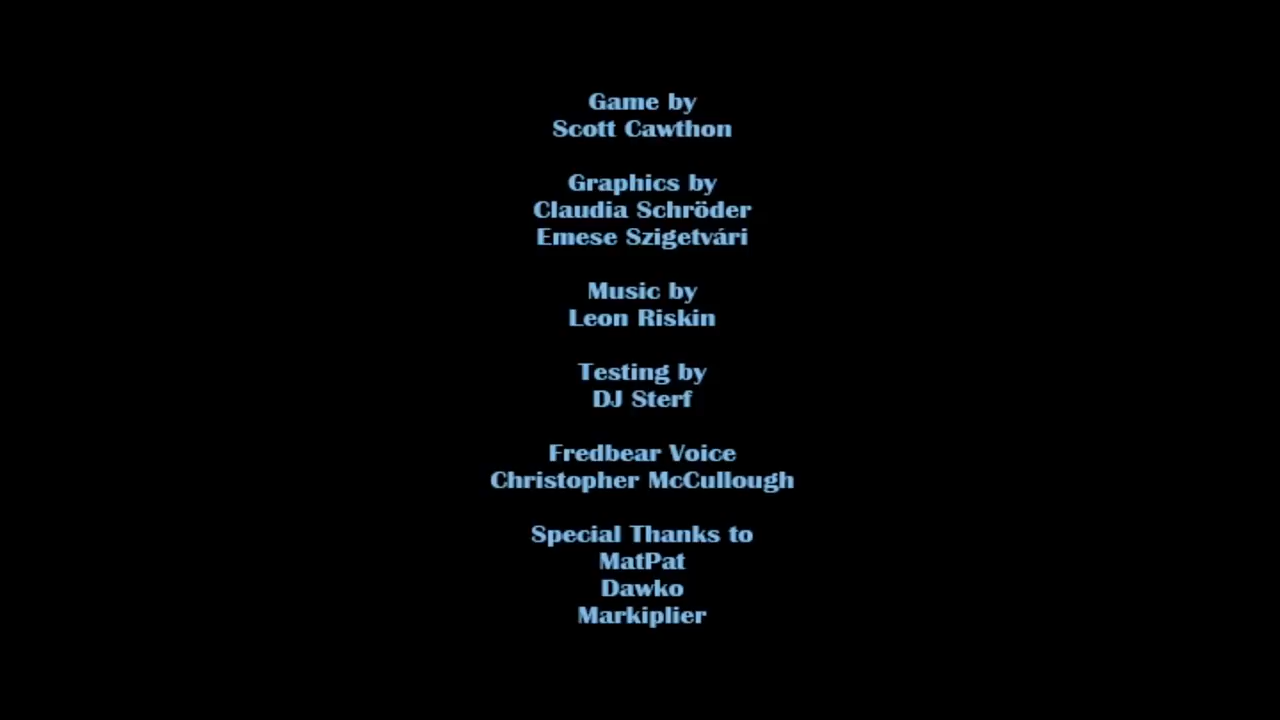 Game by
Scott Cawthon
Graphics by
Claudia Schröder
Emese Szigetvári
Music by
Leon Riskin
Testing by
DJ Sterf
Fredbear Voice
Christopher McCullough
Special Thanks to
MatPat
Dawko
Markiplier